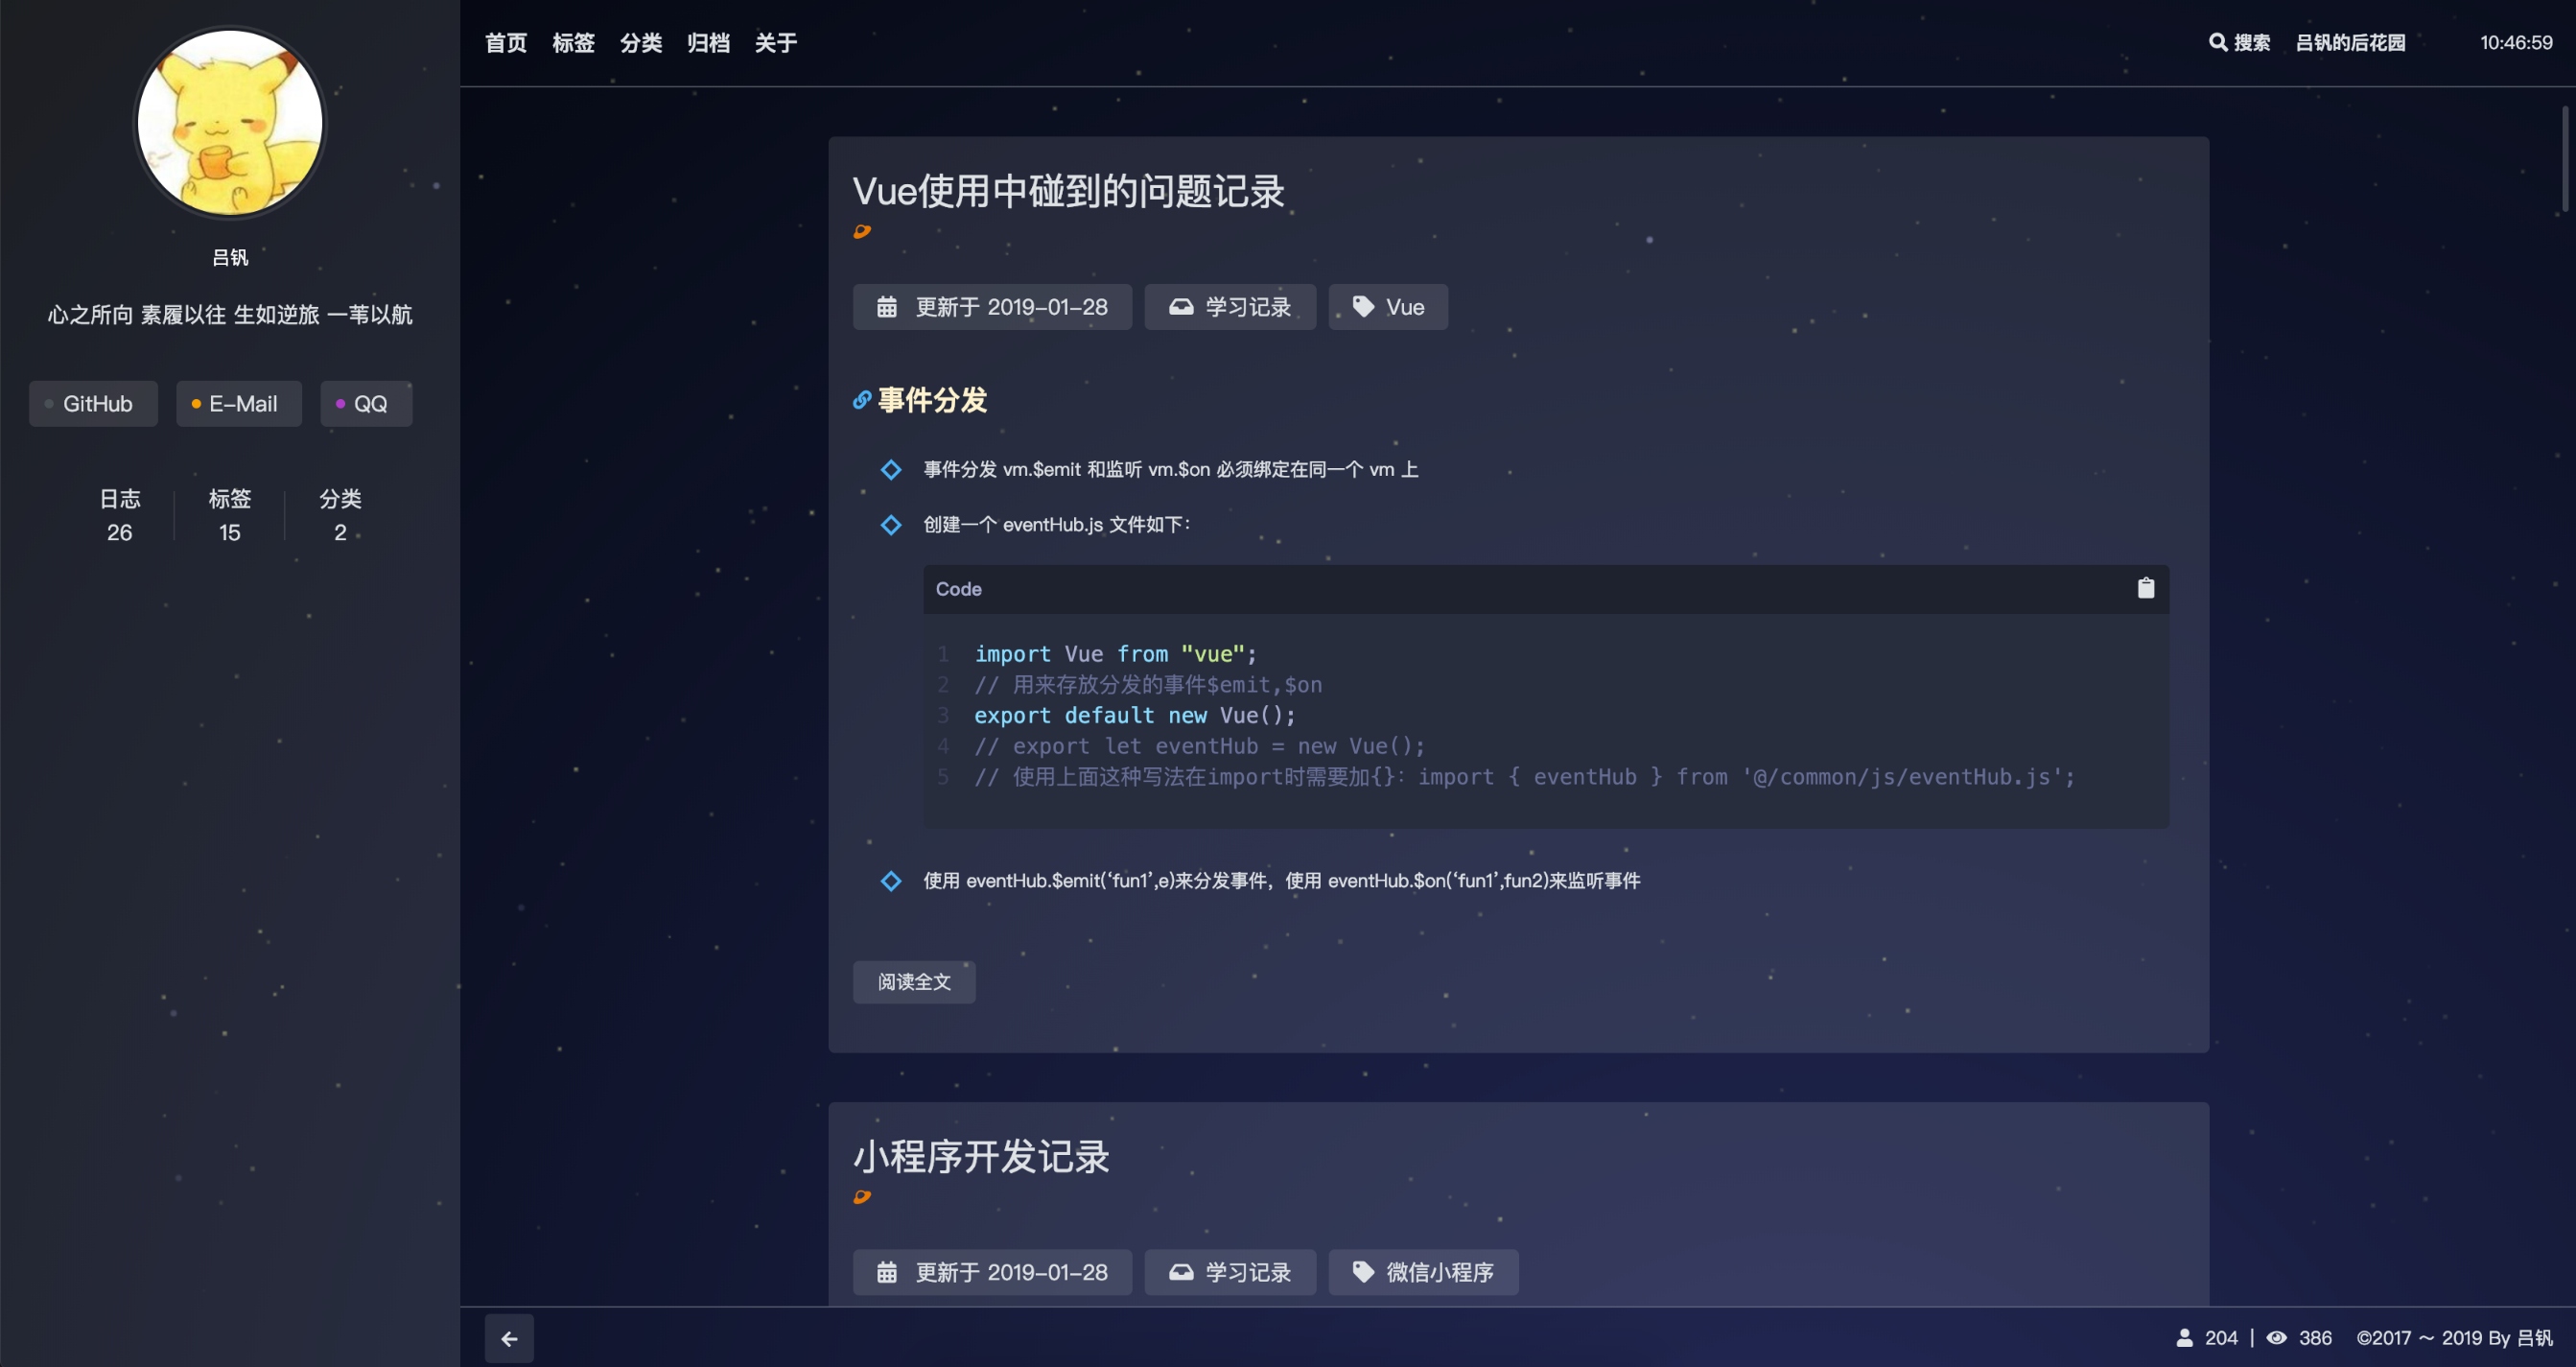 首页 标签 分类 归档 关于
搜索 吕钒的后花园 10:46:59
吕钒
心之所向 素履以往 生如逆旅 一苇以航
GitHub E-Mail QQ
日志 标签 分类
26 15 2
Vue使用中碰到的问题记录
更新于 2019-01-28 学习记录 Vue
事件分发
事件分发 vm.$emit 和监听 vm.$on 必须绑定在同一个 vm 上
创建一个 eventHub.js 文件如下：
Code
1 import Vue from "vue";
2 // 用来存放分发的事件$emit,$on
3 export default new Vue();
4 // export let eventHub = new Vue();
5 // 使用上面这种写法在import时需要加{}: import { eventHub } from '@/common/js/eventHub.js';
使用 eventHub.$emit(‘fun1’,e)来分发事件，使用 eventHub.$on(‘fun1’,fun2)来监听事件
阅读全文
小程序开发记录
更新于 2019-01-28 学习记录 微信小程序
204 | 386 ©2017 ~ 2019 By 吕钒